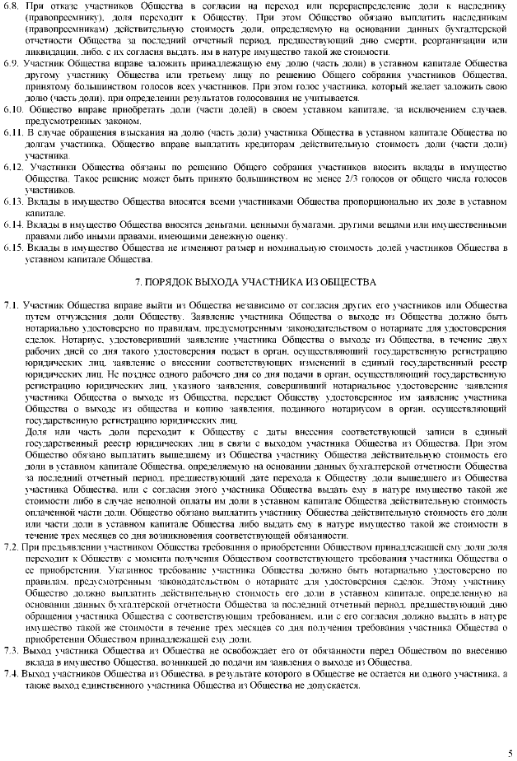 6.8. При отказе участников Общества в согласии на переход или перераспределение доли к наследнику
(правопреемнику), доля переходит к Обществу. При этом Общество обязано выплатить наследникам
(правопреемникам) действительную стоимость доли, определяемую на основании данных бухгалтерской
отчетности Общества за последний отчетный период, предшествующий дню смерти, реорганизации или
ликвидации, либо, с их согласия выдать им в натуре имущество такой же стоимости.
6.9. Участник Общества вправе заложить принадлежащую ему долю (часть доли) в уставном капитале Общества
другому участнику Общества или третьему лицу по решению Общего собрания участников Общества,
принятому большинством голосов всех участников. При этом голос участника, который желает заложить свою
долю (часть доли), при определении результатов голосования не учитывается.
6.10. Общество вправе приобретать доли (части долей) в своем уставном капитале, за исключением случаев,
предусмотренных законом.
6.11. В случае обращения взыскания на долю (часть доли) участника Общества в уставном капитале Общества по
долгам участника, Общество вправе выплатить кредиторам действительную стоимость доли (части доли)
участника.
6.12. Участники Общества обязаны по решению Общего собрания участников вносить вклады в имущество
Общества. Такое решение может быть принято большинством не менее 2/3 голосов от общего числа голосов
участников.
6.13. Вклады в имущество Общества вносятся всеми участниками Общества пропорционально их доле в уставном
капитале.
6.14. Вклады в имущество Общества вносятся деньгами, ценными бумагами, другими вещами или имущественными
правами либо иными правами, имеющими денежную оценку.
6.15. Вклады в имущество Общества не изменяют размер и номинальную стоимость долей участников Общества в
уставном капитале Общества.
7. ПОРЯДОК ВЫХОДА УЧАСТНИКА ИЗ ОБЩЕСТВА
7.1. Участник Общества вправе выйти из Общества независимо от согласия других его участников или Общества
путем отчуждения доли Обществу. Заявление участника Общества о выходе из Общества должно быть
нотариально удостоверено по правилам, предусмотренным законодательством о нотариате для удостоверения
сделок. Нотариус, удостоверивший заявление участника Общества о выходе из Общества, в течение двух
рабочих дней со дня такого удостоверения подаст в орган, осуществляющий государственную регистрацию
юридических лиц, заявление о внесении соответствующих изменений в единый государственный реестр
юридических лиц. Не позднее одного рабочего дня со дня подачи в орган, осуществляющий государственную
регистрацию юридических лиц, указанного заявления, совершивший нотариальное удостоверение заявления
участника Общества о выходе из Общества, передает Обществу удостоверенное им заявление участника
Общества о выходе из общества и копию заявления, поданного нотариусом в орган, осуществляющий
государственную регистрацию юридических лиц.
Доля или часть доли переходит к Обществу с даты внесения соответствующей записи в единый
государственный реестр юридических лиц в связи с выходом участника Общества из Общества. При этом
Общество обязано выплатить вышедшему из Общества участнику Общества действительную стоимость его
доли в уставном капитале Общества, определяемую на основании данных бухгалтерской отчетности Общества
за последний отчетный период, предшествующий дате перехода к Обществу доли вышедшего из Общества
участника Общества, или с согласия этого участника Общества выдать ему в натуре имущество такой же
стоимости либо в случае неполной оплаты им доли в уставном капитале Общества действительную стоимость
оплаченной части доли. Общество обязано выплатить участнику Общества действительную стоимость его доли
или части доли в уставном капитале Общества либо выдать ему в натуре имущество такой же стоимости в
течение трех месяцев со дня возникновения соответствующей обязанности.
7.2. При предъявлении участником Общества требования о приобретении Обществом принадлежащей ему доли доля
переходит к Обществу с момента получения Обществом соответствующего требования участника Общества о
ее приобретении. Указанное требование участника Общества должно быть нотариально удостоверено по
правилам, предусмотренным законодательством о нотариате для удостоверения сделок. Этому участнику
Общество должно выплатить действительную стоимость его доли в уставном капитале, определенную на
основании данных бухгалтерской отчетности Общества за последний отчетный период, предшествующий дню
обращения участника Общества с соответствующим требованием, или с его согласия должно выдать в натуре
имущество такой же стоимости в течение трех месяцев со дня получения требования участника Общества о
приобретении Обществом принадлежащей ему доли.
7.3. Выход участника Общества из Общества не освобождает его от обязанности перед Обществом по внесению
вклада в имущество Общества, возникшей до подачи им заявления о выходе из Общества.
7.4. Выход участников Общества из Общества, в результате которого в Обществе не остается ни одного участника, а
также выход единственного участника Общества из Общества не допускается.
5